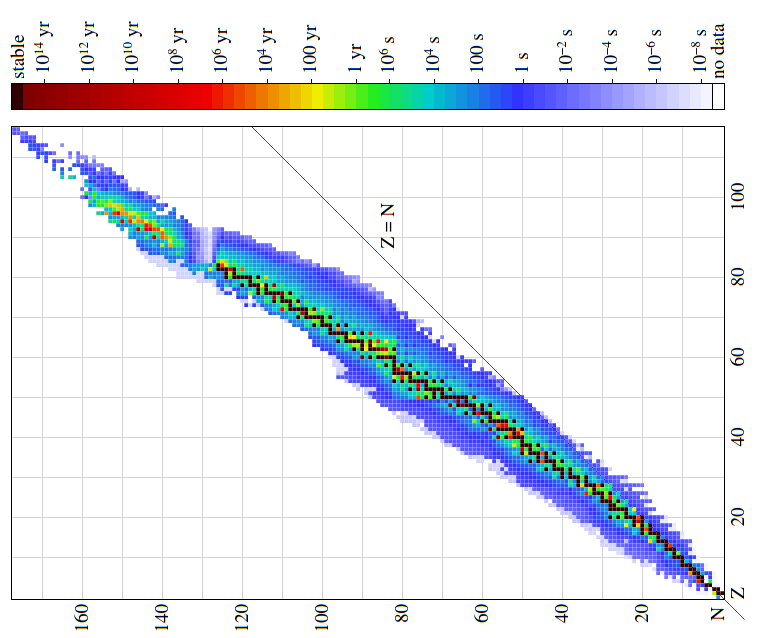 stable
10¹⁴ yr
10¹² yr
10¹⁰ yr
10⁸ yr
10⁶ yr
10⁴ yr
100 yr
1 yr
10⁶ s
10⁴ s
100 s
1 s
10⁻² s
10⁻⁴ s
10⁻⁶ s
10⁻⁸ s
no data
Z = N
100
80
60
40
20
Z
N
160
140
120
100
80
60
40
20